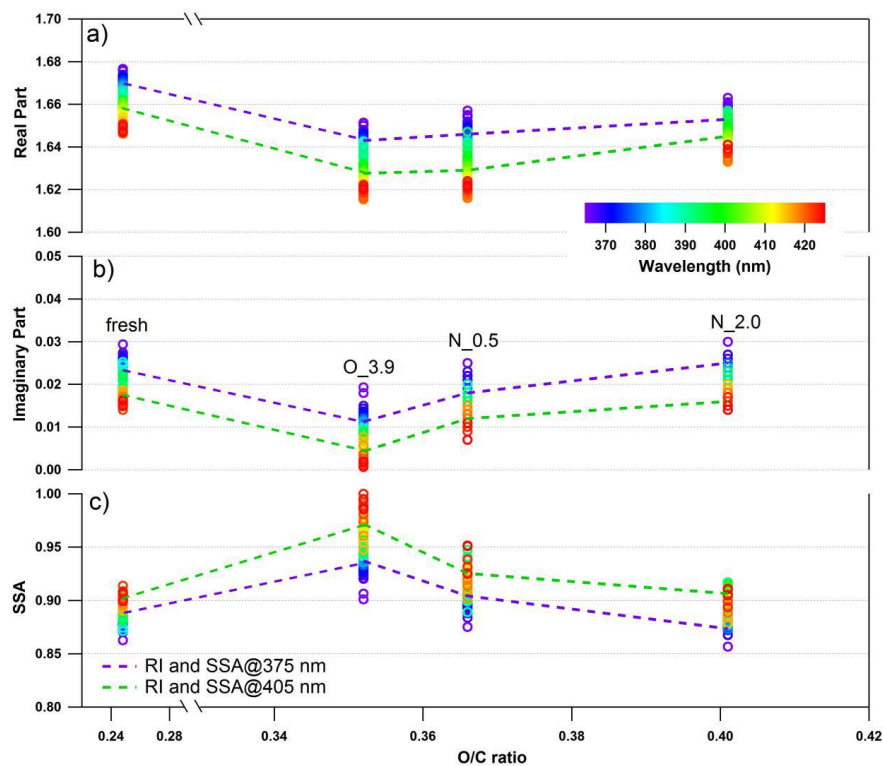 a)
Real Part
1.70
1.68
1.66
1.64
1.62
1.60
370 380 390 400 410 420
Wavelength (nm)
b)
Imaginary Part
0.05
0.04
0.03
0.02
0.01
0.00
fresh
O_3.9
N_0.5
N_2.0
c)
SSA
1.00
0.95
0.90
0.85
0.80
RI and SSA@375 nm
RI and SSA@405 nm
0.24 0.28 0.34 0.36 0.38 0.40 0.42
O/C ratio